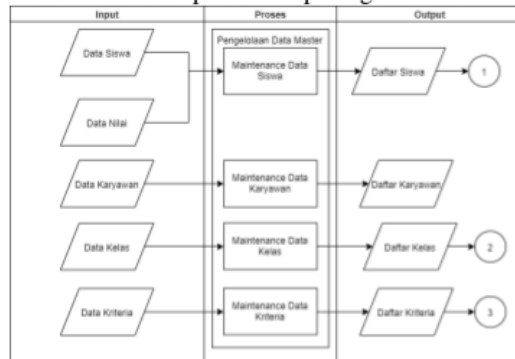 Input Proses Output
Pengelolaan Data Master
Data Siswa
Maintenance Data
Siswa
Daftar Siswa
1
Data Nilai
Data Karyawan
Maintenance Data
Karyawan
Daftar Karyawan
Data Kelas
Maintenance Data
Kelas
Daftar Kelas
2
Data Kriteria
Maintenance Data
Kriteria
Daftar Kriteria
3